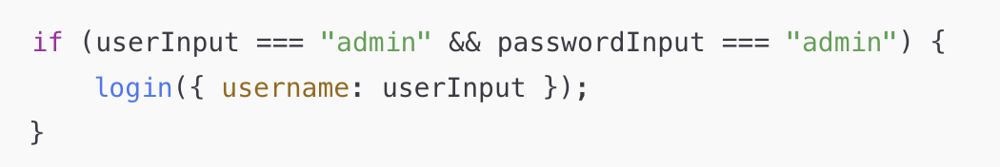 if (userInput === "admin" && passwordInput === "admin") {
    login({ username: userInput });
}